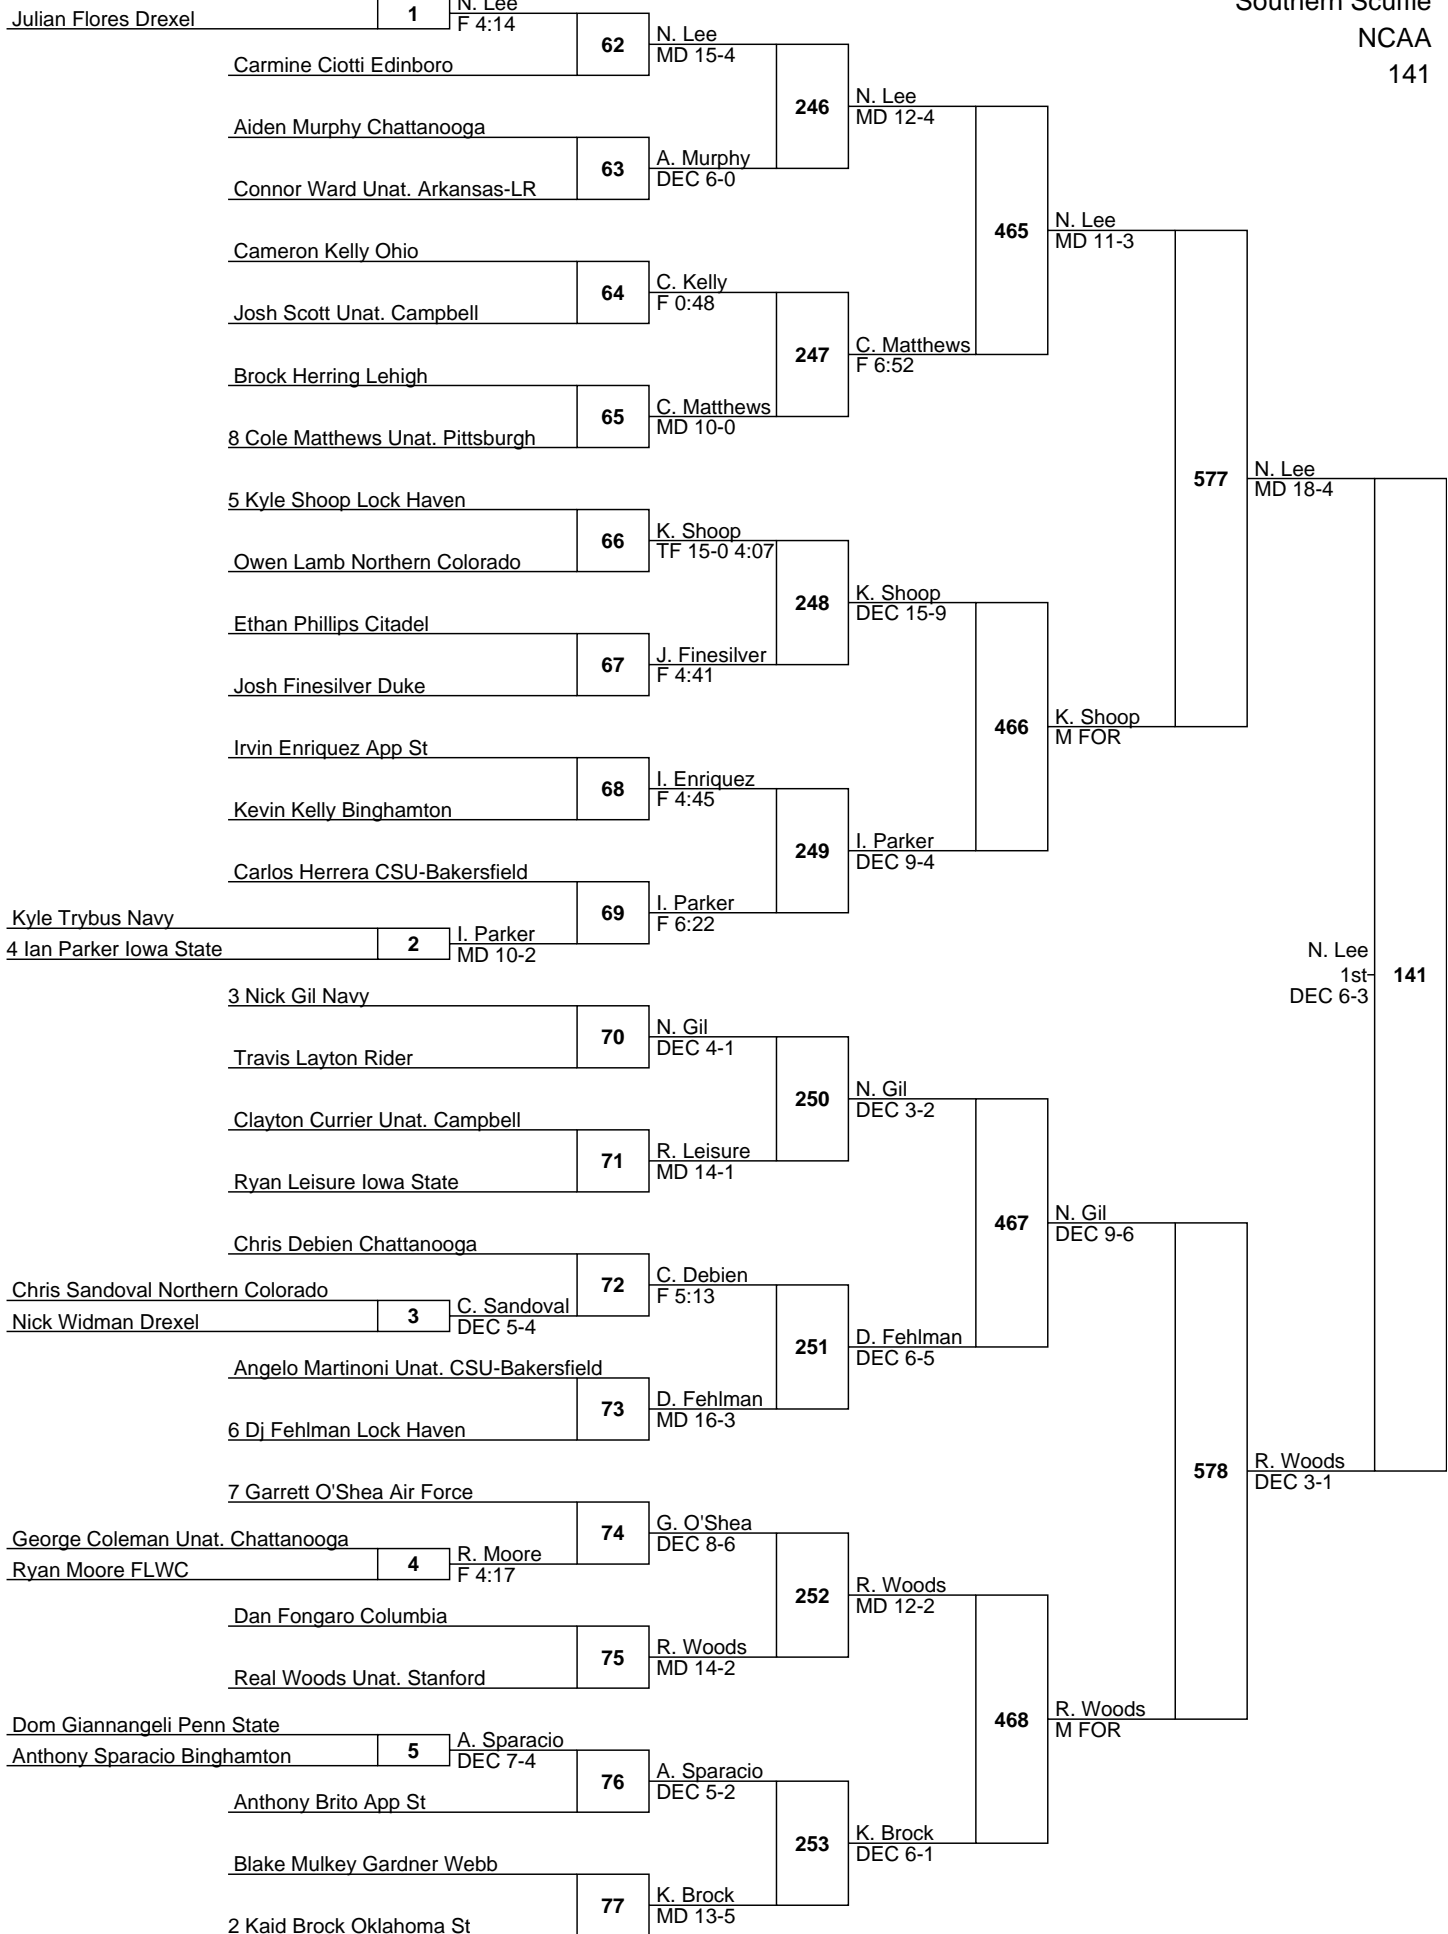 Southern Scuffle
NCAA
141
Julian Flores Drexel
1
N. Lee
F 4:14
Carmine Ciotti Edinboro
62
N. Lee
MD 15-4
246
N. Lee
MD 12-4
Aiden Murphy Chattanooga
63
A. Murphy
DEC 6-0
Connor Ward Unat. Arkansas-LR
465
N. Lee
MD 11-3
Cameron Kelly Ohio
64
C. Kelly
F 0:48
Josh Scott Unat. Campbell
247
C. Matthews
F 6:52
Brock Herring Lehigh
65
C. Matthews
MD 10-0
8 Cole Matthews Unat. Pittsburgh
577
N. Lee
MD 18-4
5 Kyle Shoop Lock Haven
66
K. Shoop
TF 15-0 4:07
Owen Lamb Northern Colorado
248
K. Shoop
DEC 15-9
Ethan Phillips Citadel
67
J. Finesilver
F 4:41
Josh Finesilver Duke
466
K. Shoop
M FOR
Irvin Enriquez App St
68
I. Enriquez
F 4:45
Kevin Kelly Binghamton
249
I. Parker
DEC 9-4
Carlos Herrera CSU-Bakersfield
69
I. Parker
F 6:22
Kyle Trybus Navy
4 Ian Parker Iowa State
2
I. Parker
MD 10-2
N. Lee
1st
DEC 6-3
141
3 Nick Gil Navy
70
N. Gil
DEC 4-1
Travis Layton Rider
250
N. Gil
DEC 3-2
Clayton Currier Unat. Campbell
71
R. Leisure
MD 14-1
Ryan Leisure Iowa State
467
N. Gil
DEC 9-6
Chris Debien Chattanooga
72
C. Debien
F 5:13
Chris Sandoval Northern Colorado
Nick Widman Drexel
3
C. Sandoval
DEC 5-4
251
D. Fehlman
DEC 6-5
Angelo Martinoni Unat. CSU-Bakersfield
73
D. Fehlman
MD 16-3
6 Dj Fehlman Lock Haven
578
R. Woods
DEC 3-1
7 Garrett O'Shea Air Force
74
G. O'Shea
DEC 8-6
George Coleman Unat. Chattanooga
Ryan Moore FLWC
4
R. Moore
F 4:17
252
R. Woods
MD 12-2
Dan Fongaro Columbia
75
R. Woods
MD 14-2
Real Woods Unat. Stanford
468
R. Woods
M FOR
Dom Giannangeli Penn State
Anthony Sparacio Binghamton
5
A. Sparacio
DEC 7-4
76
A. Sparacio
DEC 5-2
Anthony Brito App St
253
K. Brock
DEC 6-1
Blake Mulkey Gardner Webb
77
K. Brock
MD 13-5
2 Kaid Brock Oklahoma St